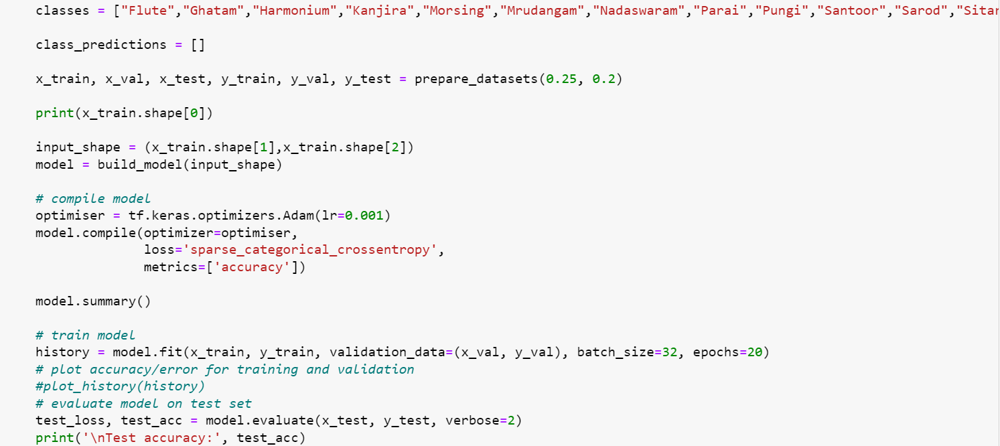 classes = ["Flute","Ghatam","Harmonium","Kanjira","Morsing","Mrudangam","Nadaswaram","Parai","Pungi","Santoor","Sarod","Sitar
class_predictions = []
x_train, x_val, x_test, y_train, y_val, y_test = prepare_datasets(0.25, 0.2)
print(x_train.shape[0])
input_shape = (x_train.shape[1],x_train.shape[2])
model = build_model(input_shape)
# compile model
optimiser = tf.keras.optimizers.Adam(lr=0.001)
model.compile(optimizer=optimiser,
              loss='sparse_categorical_crossentropy',
              metrics=['accuracy'])
model.summary()
# train model
history = model.fit(x_train, y_train, validation_data=(x_val, y_val), batch_size=32, epochs=20)
# plot accuracy/error for training and validation
#plot_history(history)
# evaluate model on test set
test_loss, test_acc = model.evaluate(x_test, y_test, verbose=2)
print('\nTest accuracy:', test_acc)